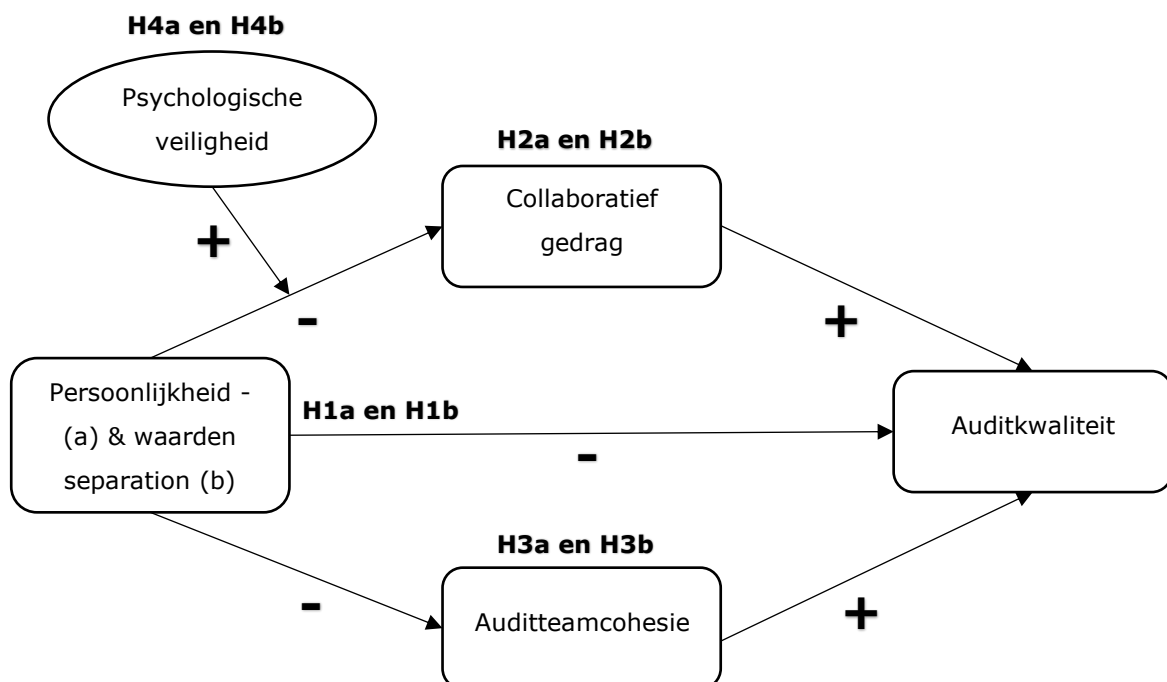 H4a en H4b
Psychologische
veiligheid
H2a en H2b
Collaboratief
gedrag
+
-
+
Persoonlijkheid -
(a) & waarden
separation (b)
H1a en H1b
-
Auditkwaliteit
H3a en H3b
-
Auditteamcohesie
+